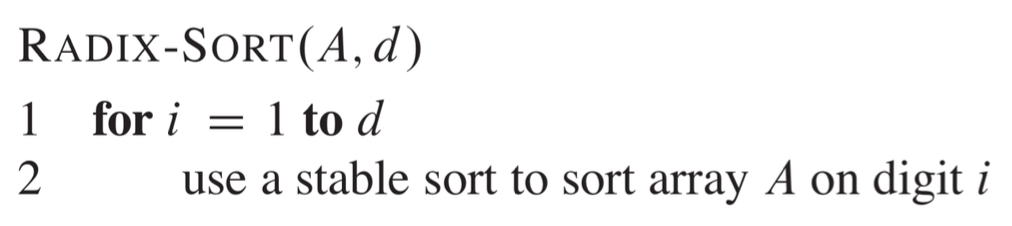 RADIX-SORT(A, d)
1 for i = 1 to d
2 use a stable sort to sort array A on digit i